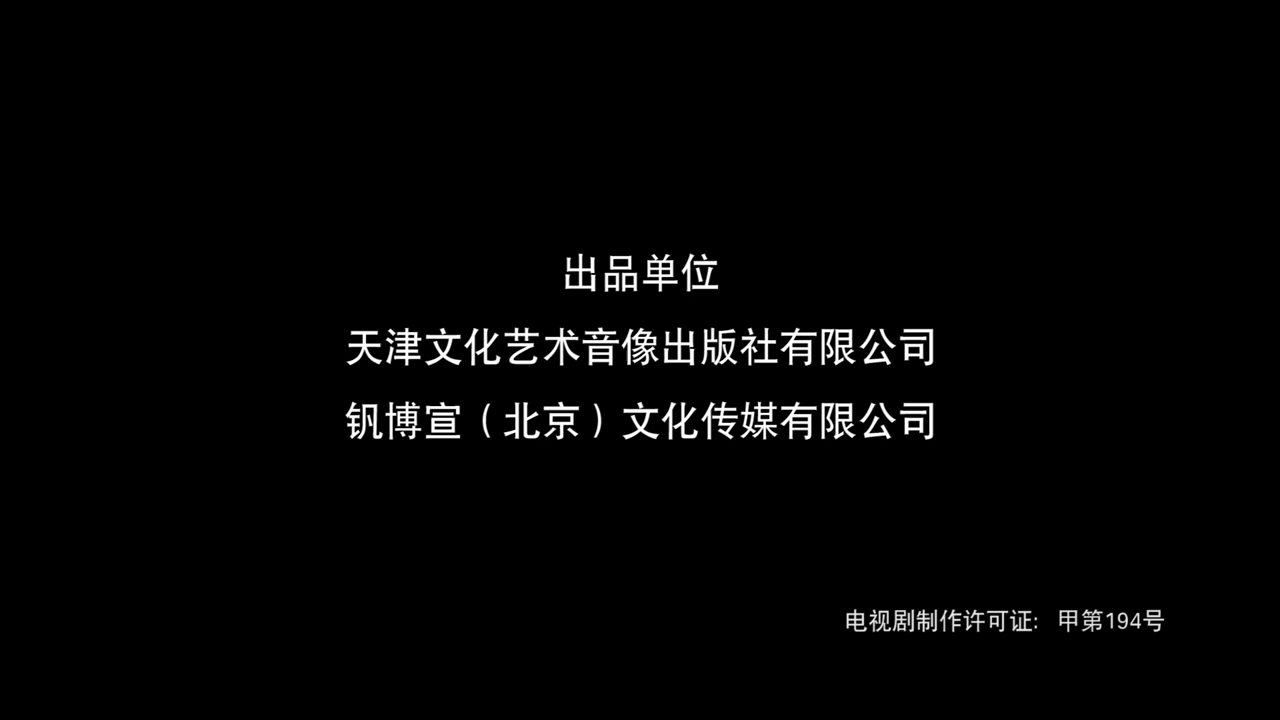 出品单位
天津文化艺术音像出版社有限公司
钒博宣（北京）文化传媒有限公司
电视剧制作许可证: 甲第194号